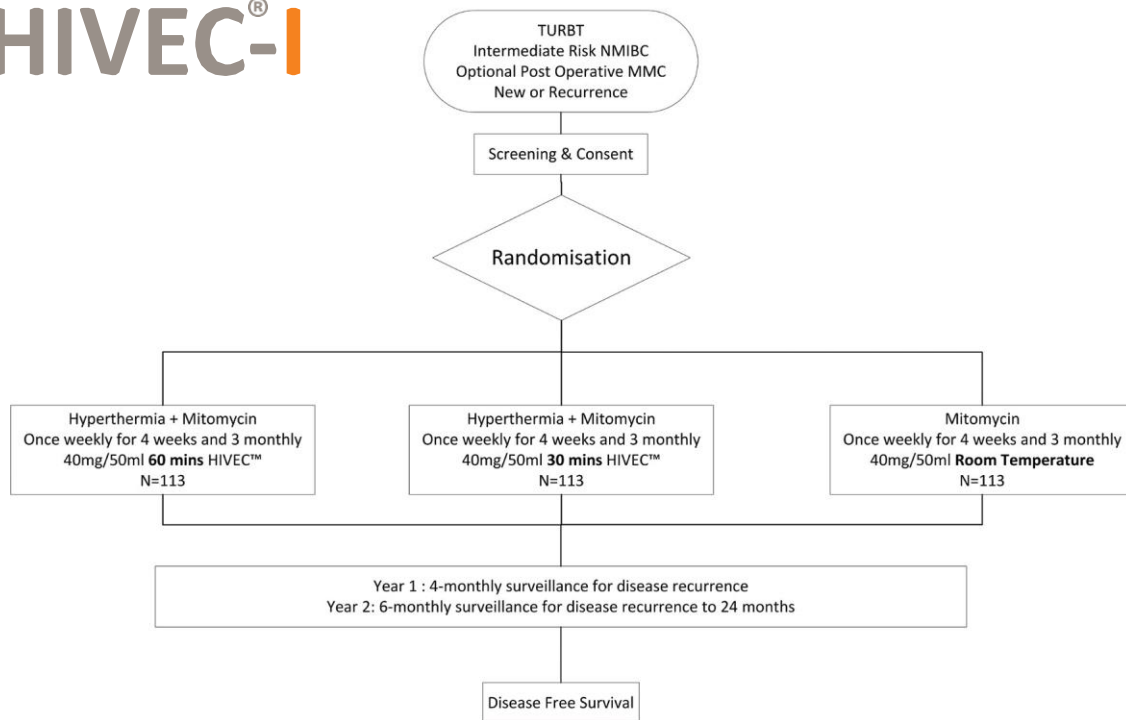 HIVEC®-I
TURBT
Intermediate Risk NMIBC
Optional Post Operative MMC
New or Recurrence
Screening & Consent
Randomisation
Hyperthermia + Mitomycin
Once weekly for 4 weeks and 3 monthly
40mg/50ml 60 mins HIVEC™
N=113
Hyperthermia + Mitomycin
Once weekly for 4 weeks and 3 monthly
40mg/50ml 30 mins HIVEC™
N=113
Mitomycin
Once weekly for 4 weeks and 3 monthly
40mg/50ml Room Temperature
N=113
Year 1 : 4-monthly surveillance for disease recurrence
Year 2: 6-monthly surveillance for disease recurrence to 24 months
Disease Free Survival